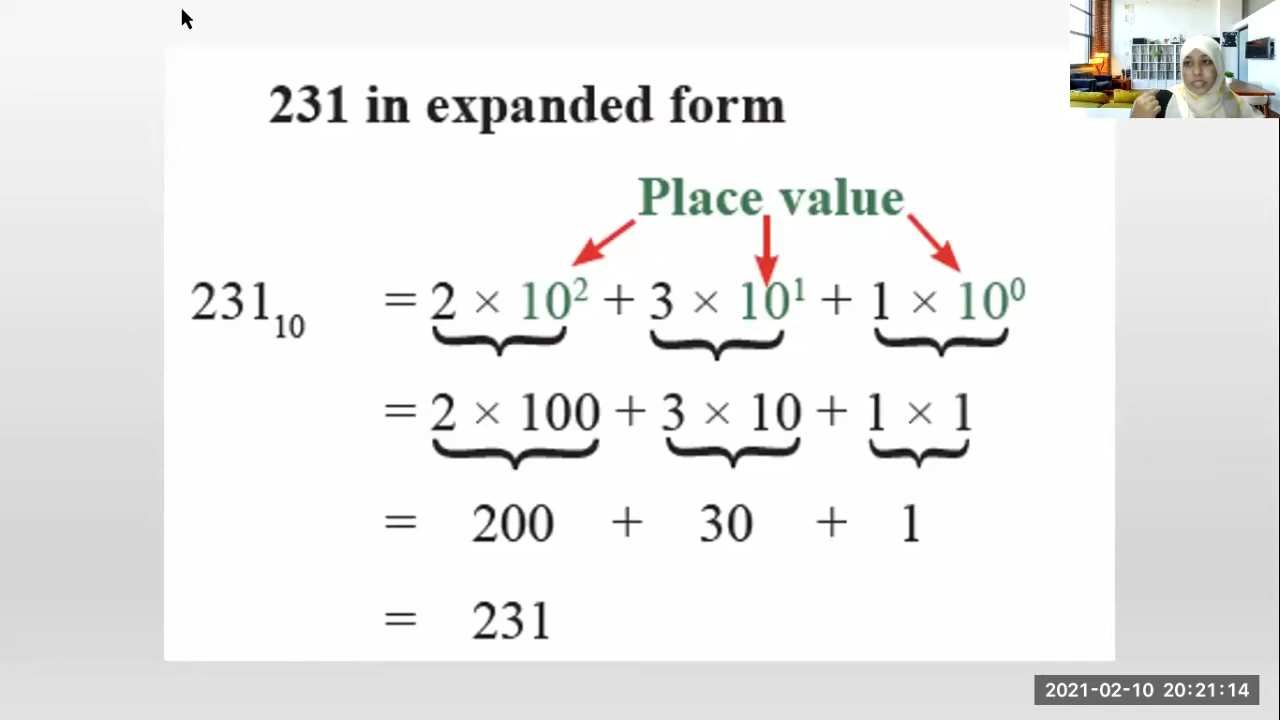 231 in expanded form
Place value
231₁₀ = 2 × 10² + 3 × 10¹ + 1 × 10⁰
= 2 × 100 + 3 × 10 + 1 × 1
= 200 + 30 + 1
= 231
2021-02-10 20:21:14